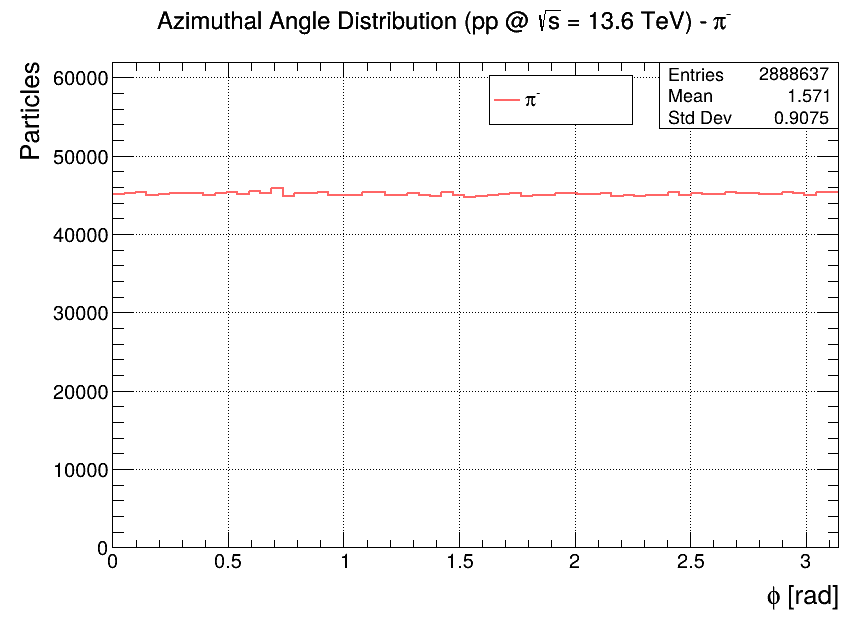 Azimuthal Angle Distribution (pp @ √s = 13.6 TeV) - π⁻
Particles
60000
50000
40000
30000
20000
10000
0
π⁻
Entries 2888637
Mean 1.571
Std Dev 0.9075
0 0.5 1 1.5 2 2.5 3
ϕ [rad]